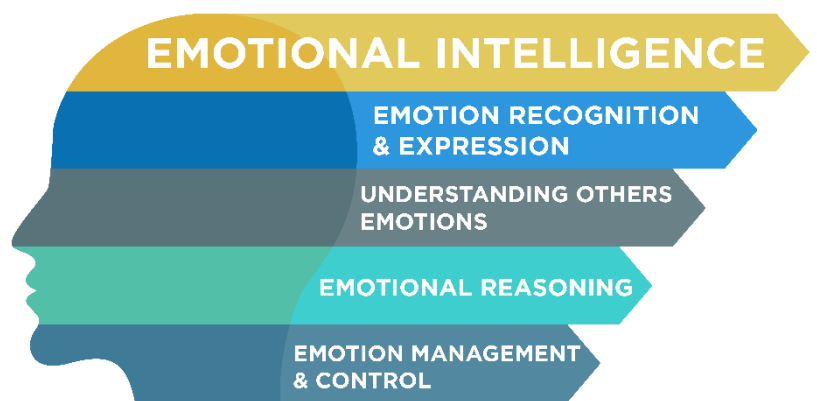 EMOTIONAL INTELLIGENCE
EMOTION RECOGNITION
& EXPRESSION
UNDERSTANDING OTHERS
EMOTIONS
EMOTIONAL REASONING
EMOTION MANAGEMENT
& CONTROL